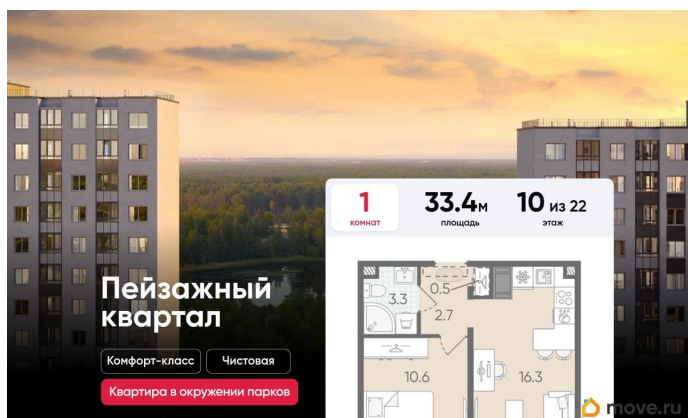 1
комнат
33.4м
площадь
10 из 22
этаж
Пейзажный
квартал
Комфорт-класс
Чистовая
Квартира в окружении парков
3.3
0.5
2.7
10.6
16.3
move.ru